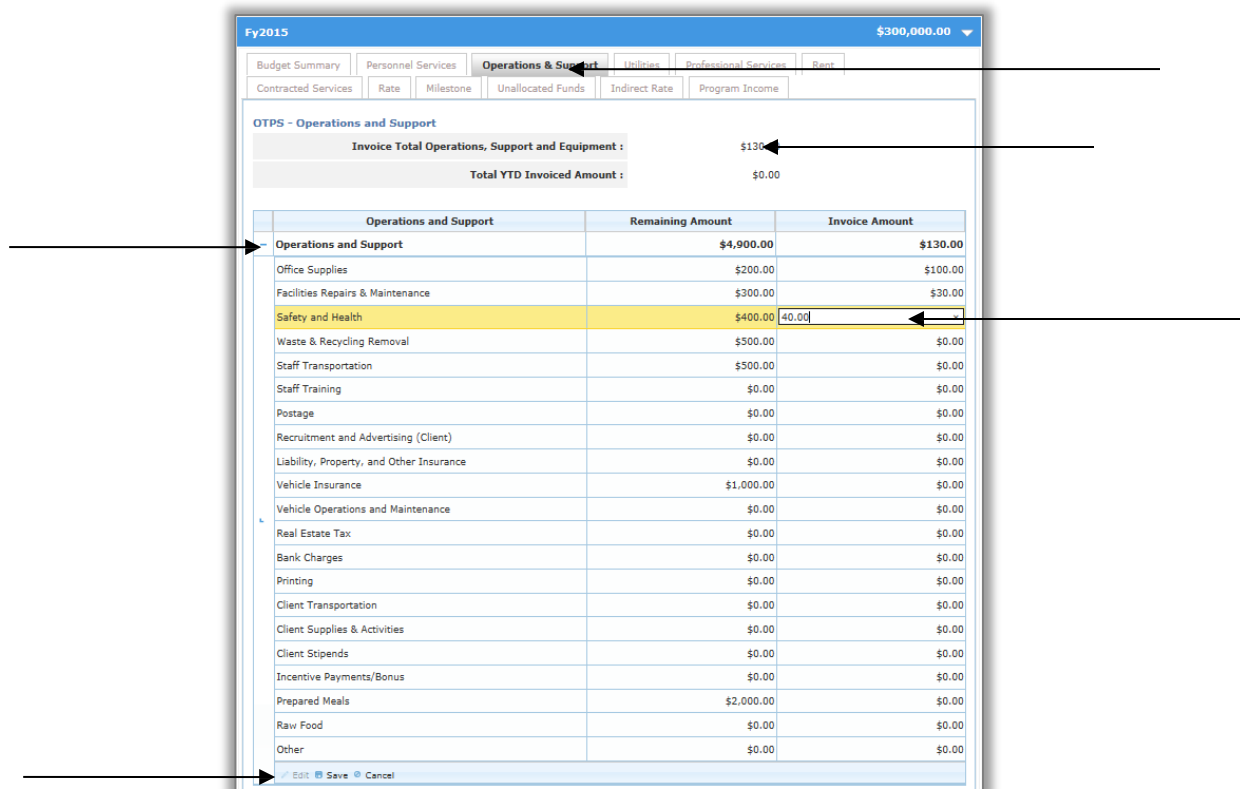 Fy2015 $300,000.00
Budget Summary Personnel Services Operations & Support Utilities Professional Services Rent
Contracted Services Rate Milestone Unallocated Funds Indirect Rate Program Income
OTPS - Operations and Support
Invoice Total Operations, Support and Equipment : $130
Total YTD Invoiced Amount : $0.00
Operations and Support Remaining Amount Invoice Amount
Operations and Support $4,900.00 $130.00
Office Supplies $200.00 $100.00
Facilities Repairs & Maintenance $300.00 $30.00
Safety and Health $400.00 40.00
Waste & Recycling Removal $500.00 $0.00
Staff Transportation $500.00 $0.00
Staff Training $0.00 $0.00
Postage $0.00 $0.00
Recruitment and Advertising (Client) $0.00 $0.00
Liability, Property, and Other Insurance $0.00 $0.00
Vehicle Insurance $1,000.00 $0.00
Vehicle Operations and Maintenance $0.00 $0.00
Real Estate Tax $0.00 $0.00
Bank Charges $0.00 $0.00
Printing $0.00 $0.00
Client Transportation $0.00 $0.00
Client Supplies & Activities $0.00 $0.00
Client Stipends $0.00 $0.00
Incentive Payments/Bonus $0.00 $0.00
Prepared Meals $2,000.00 $0.00
Raw Food $0.00 $0.00
Other $0.00 $0.00
Edit Save Cancel